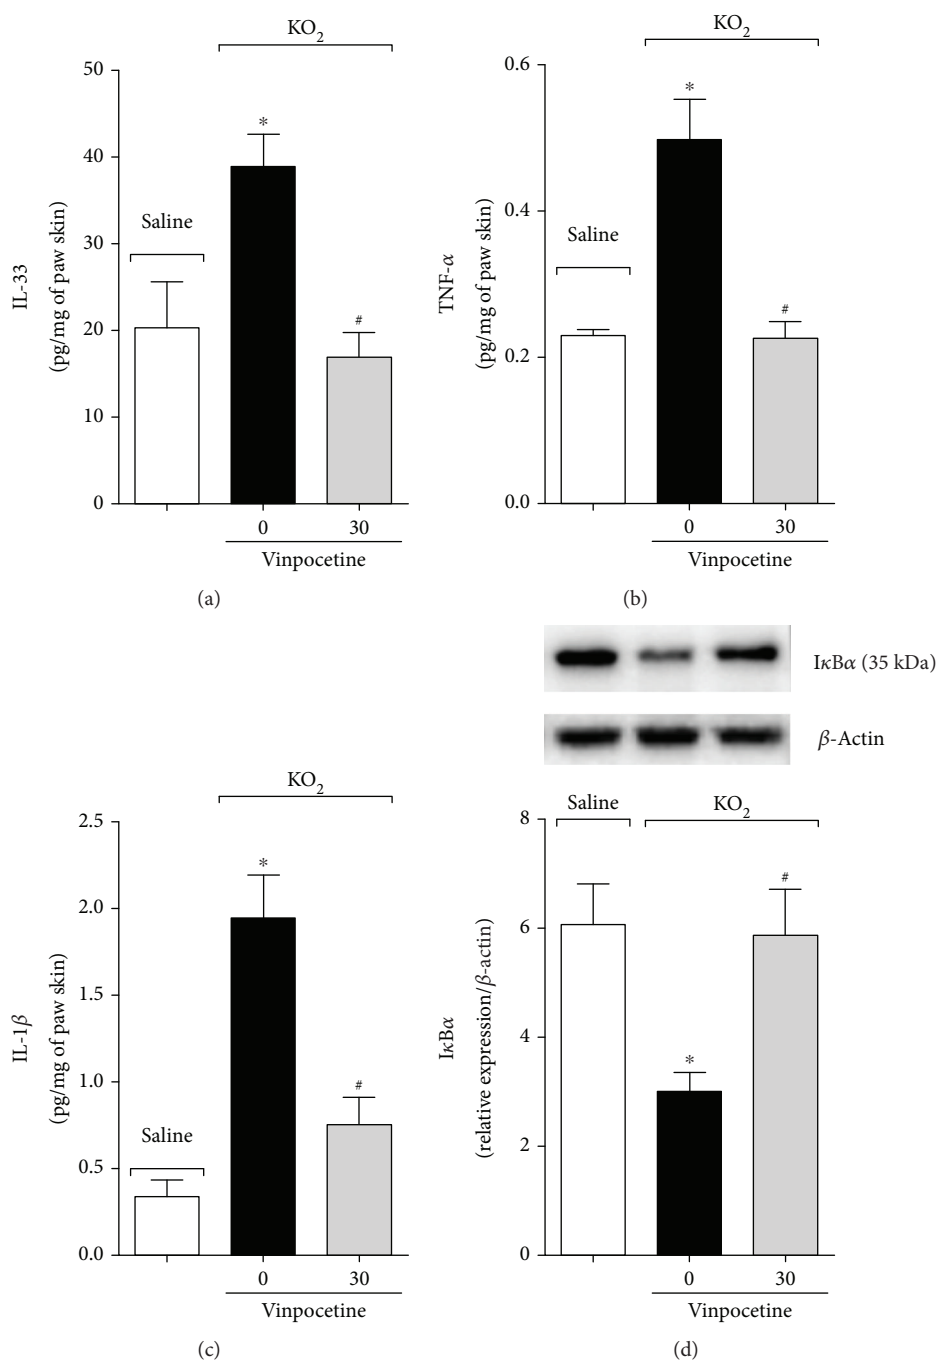 KO2
50
40
30
20
10
0
IL-33
(pg/mg of paw skin)
Saline
*
#
0
30
Vinpocetine
(a)
KO2
0.6
0.4
0.2
0.0
TNF-α
(pg/mg of paw skin)
Saline
*
#
0
30
Vinpocetine
(b)
KO2
2.5
2.0
1.5
1.0
0.5
0.0
IL-1β
(pg/mg of paw skin)
Saline
*
#
0
30
Vinpocetine
(c)
IκBα (35 kDa)
β-Actin
Saline
KO2
8
6
4
2
0
IκBα
(relative expression/β-actin)
*
#
0
30
Vinpocetine
(d)